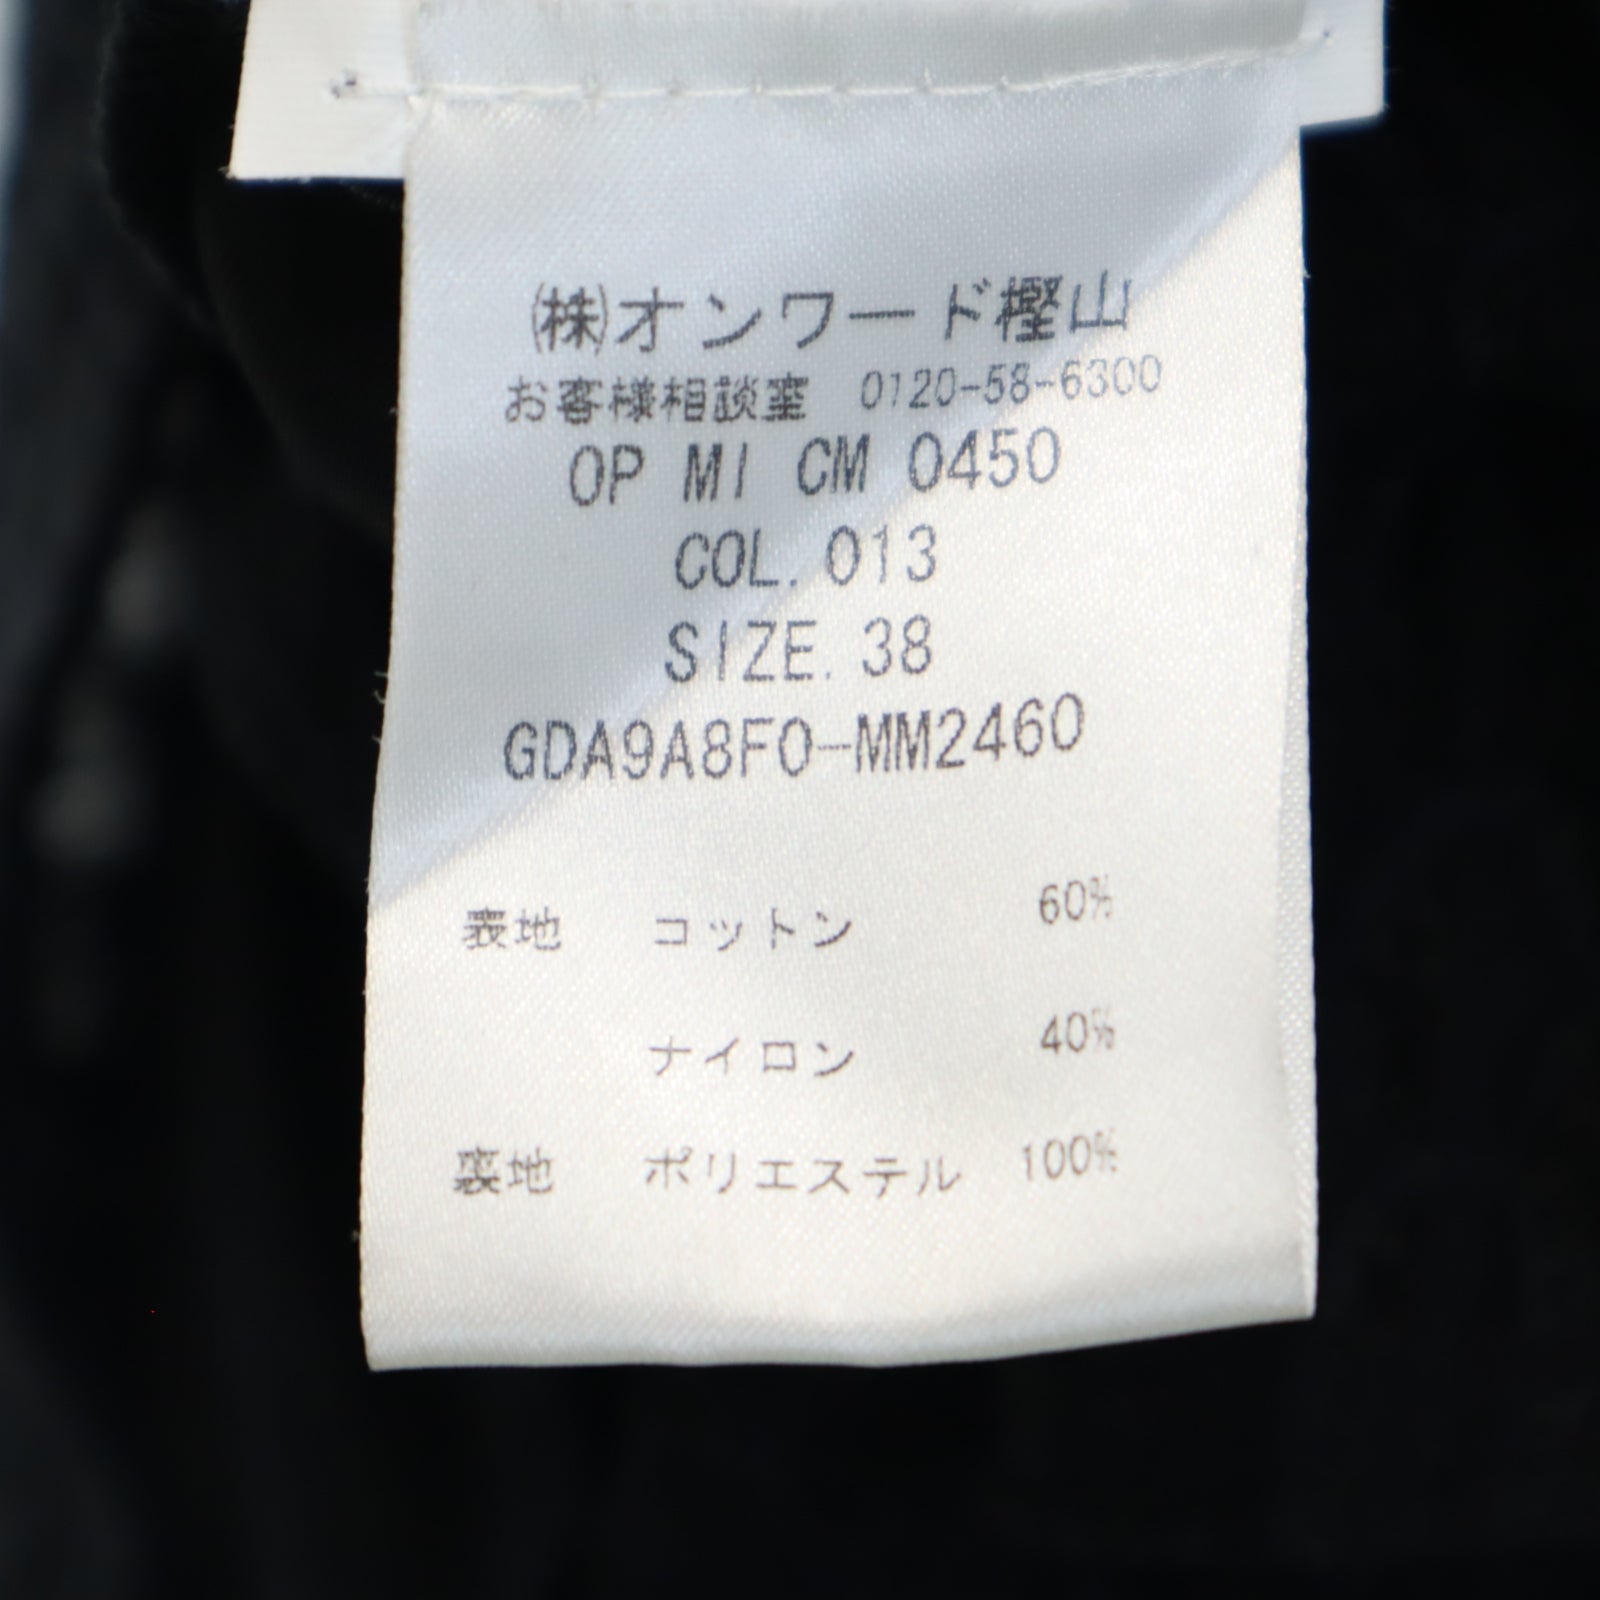 ㈱オンワード樫山
お客様相談室 0120-58-6300
OP MI CM 0450
COL. 013
SIZE. 38
GDA9A8F0-MM2460
表地 コットン 60%
ナイロン 40%
裏地 ポリエステル 100%